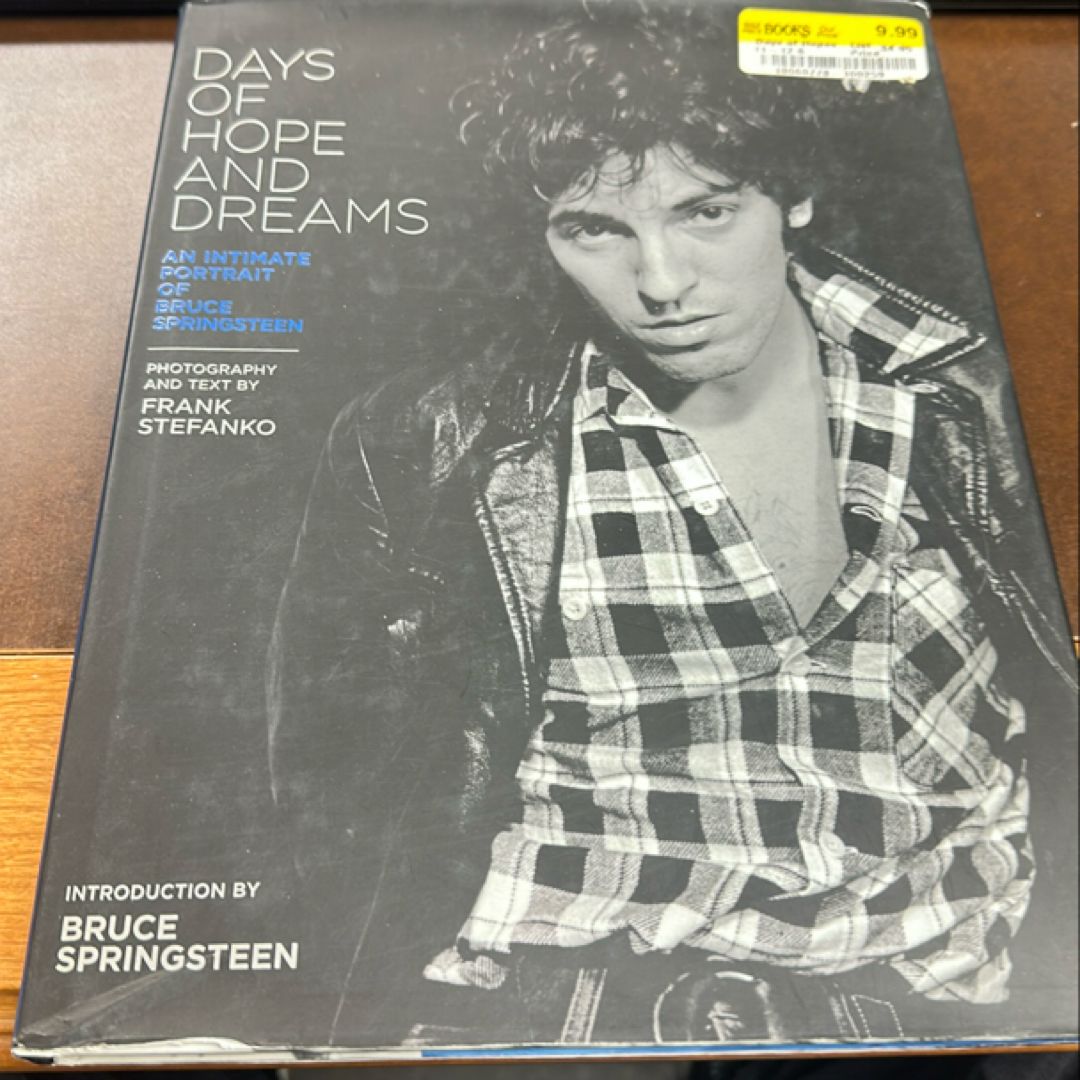 DAYS
OF
HOPE
AND
DREAMS
AN INTIMATE
PORTRAIT
OF
BRUCE
SPRINGSTEEN
PHOTOGRAPHY
AND TEXT BY
FRANK
STEFANKO
BOOKS 9.99
INTRODUCTION BY
BRUCE
SPRINGSTEEN